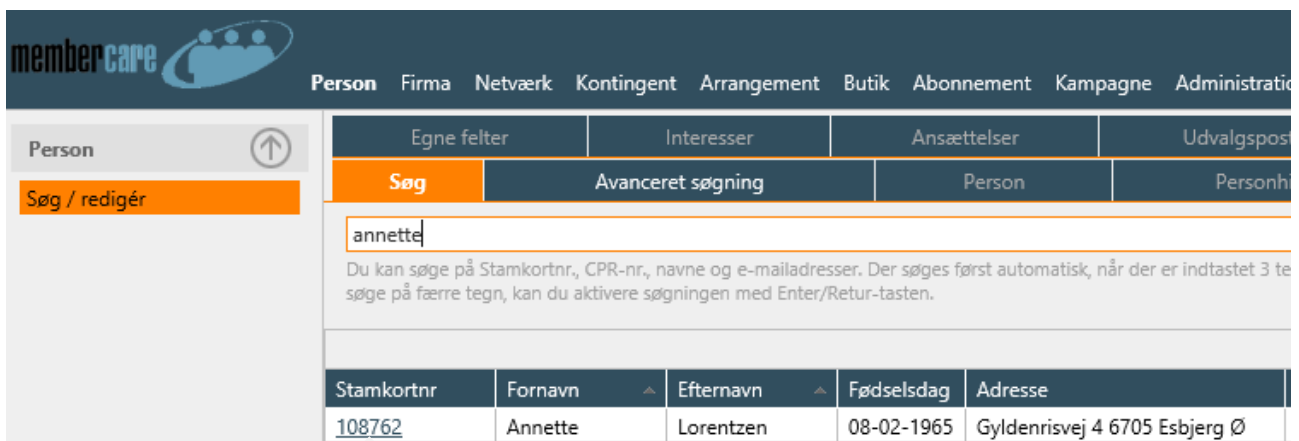 membercare
Person Firma Netværk Kontingent Arrangement Butik Abonnement Kampagne
Person
Egne felter Interesser Ansættelser
Søg / redigér
Søg Avanceret søgning Person
annette
Du kan søge på Stamkortnr., CPR-nr., navne og e-mailadresser. Der søges først automatisk, når der er indtastet 3 te
søge på færre tegn, kan du aktivere søgningen med Enter/Retur-tasten.
Stamkortnr Fornavn Efternavn Fødselsdag Adresse
108762 Annette Lorentzen 08-02-1965 Gyldenrisvej 4 6705 Esbjerg Ø